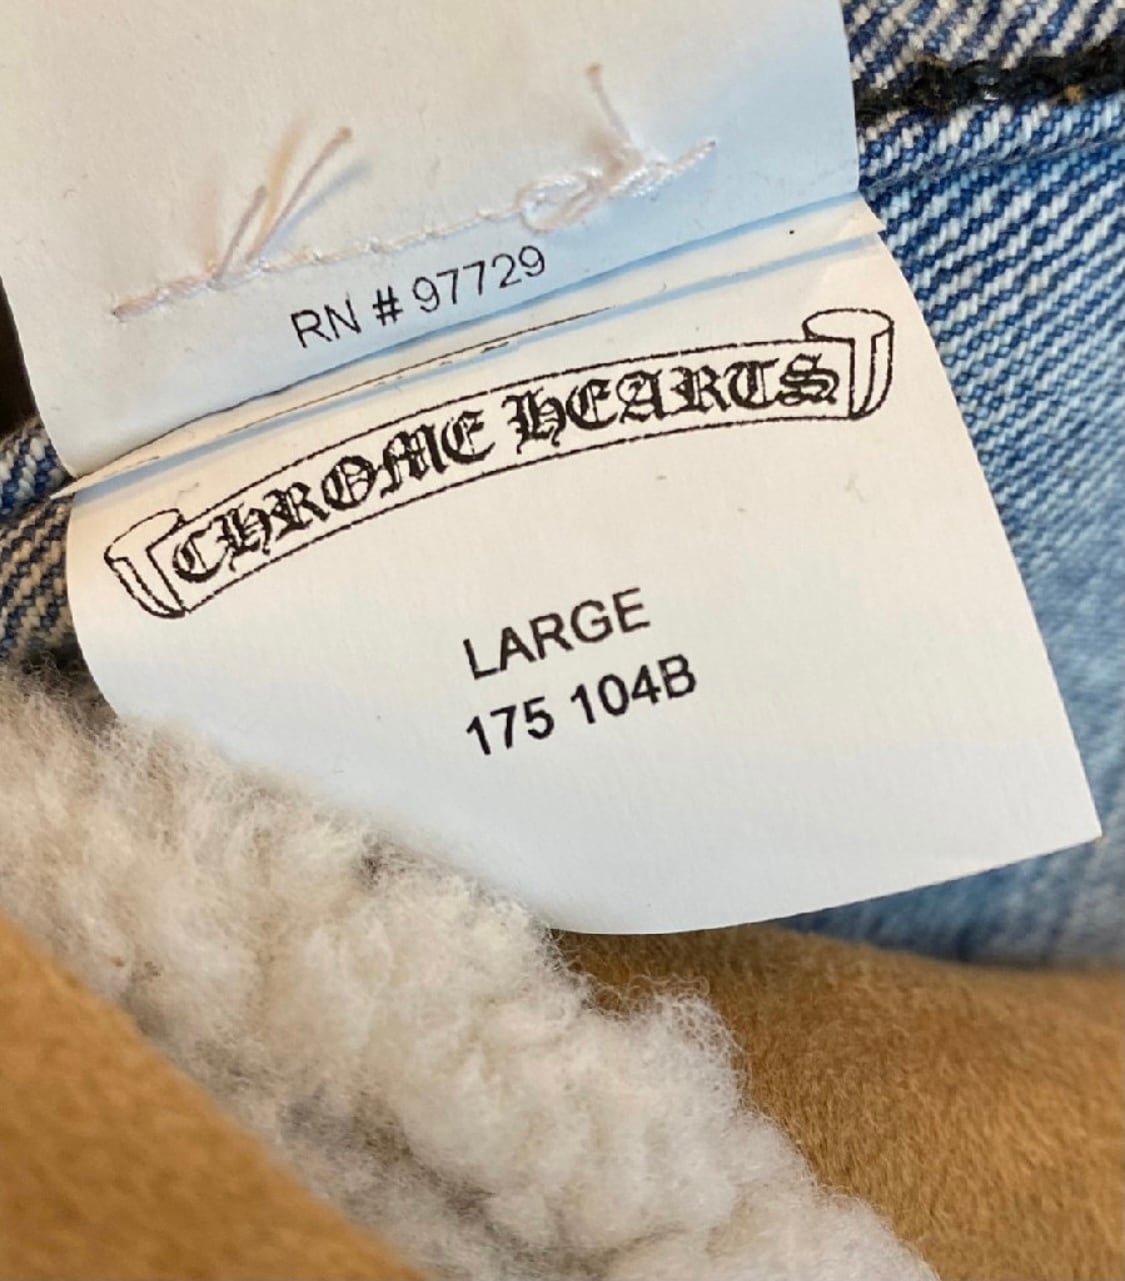 RN # 97729
CHROME HEARTS
LARGE
175 104B